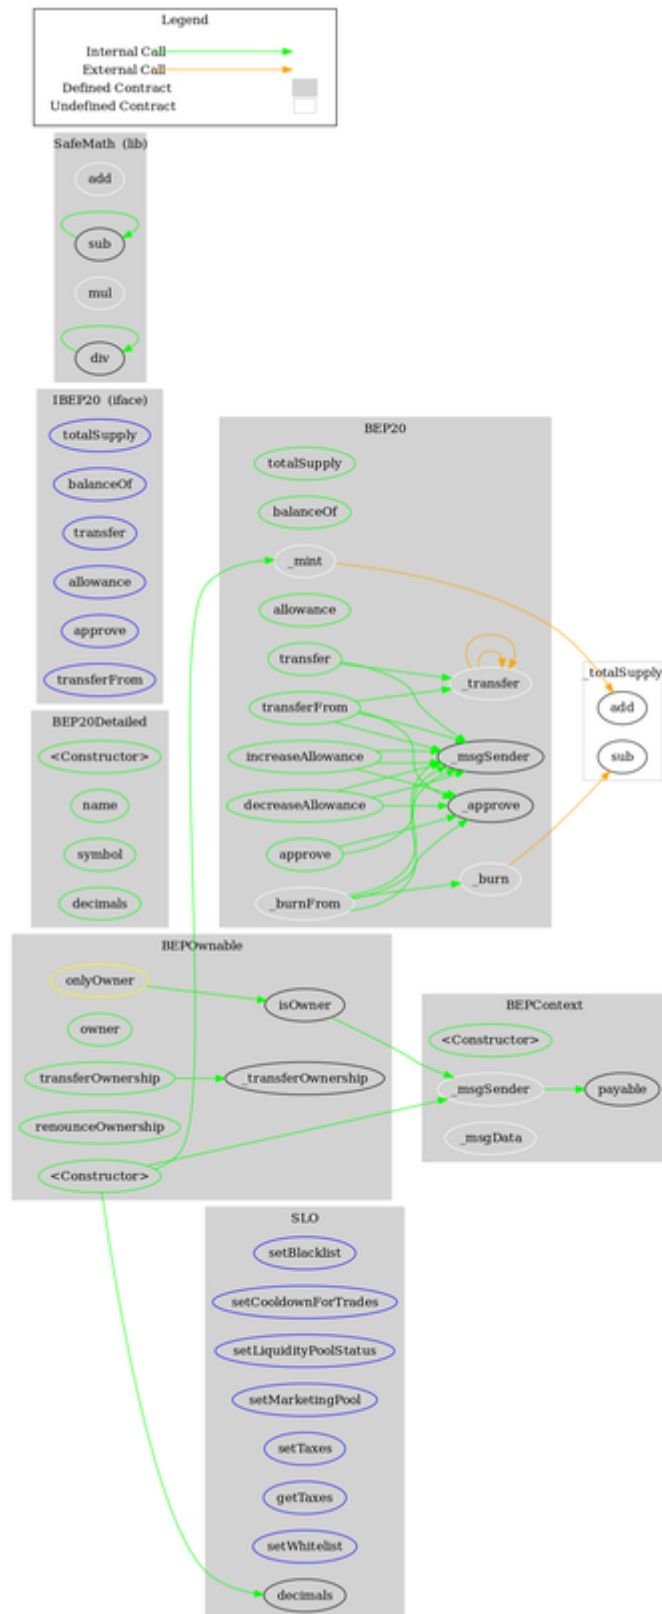 Legend
Internal Call
External Call
Defined Contract
Undefined Contract
SafeMath (lib)
add
sub
mul
div
IBEP20 (iface)
totalSupply
balanceOf
transfer
allowance
approve
transferFrom
BEP20Detailed
<Constructor>
name
symbol
decimals
BEP20
totalSupply
balanceOf
_mint
allowance
transfer
transferFrom
increaseAllowance
decreaseAllowance
approve
_burnFrom
_transfer
_msgSender
_approve
_burn
_totalSupply
add
sub
BEPOwnable
onlyOwner
owner
transferOwnership
renounceOwnership
<Constructor>
isOwner
_transferOwnership
BEPContext
<Constructor>
_msgSender
_msgData
payable
SLO
setBlacklist
setCooldownForTrades
setLiquidityPoolStatus
setMarketingPool
setTaxes
getTaxes
setWhitelist
decimals